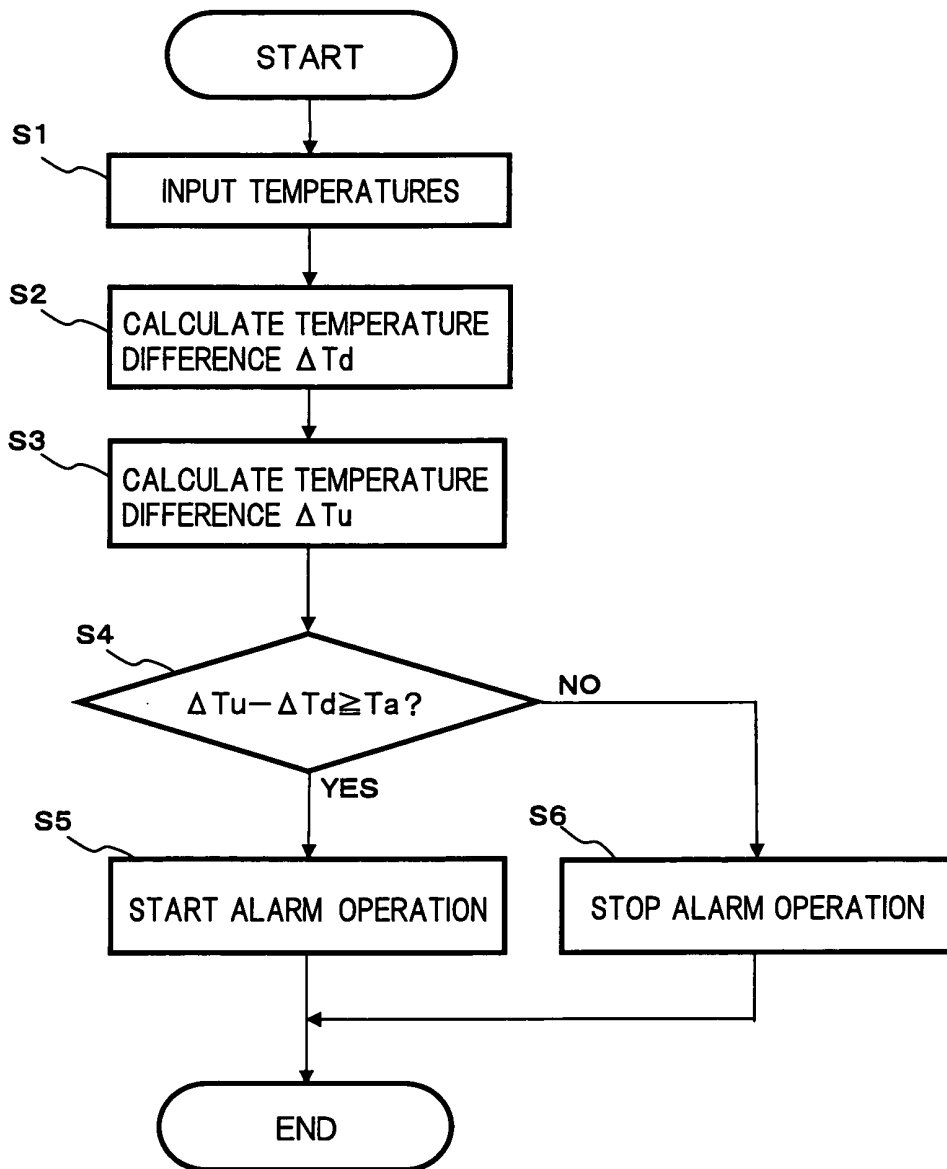 START
S1
INPUT TEMPERATURES
S2
CALCULATE TEMPERATURE
DIFFERENCE ΔTd
S3
CALCULATE TEMPERATURE
DIFFERENCE ΔTu
S4
ΔTu－ΔTd≧Ta?
NO
YES
S5
START ALARM OPERATION
S6
STOP ALARM OPERATION
END